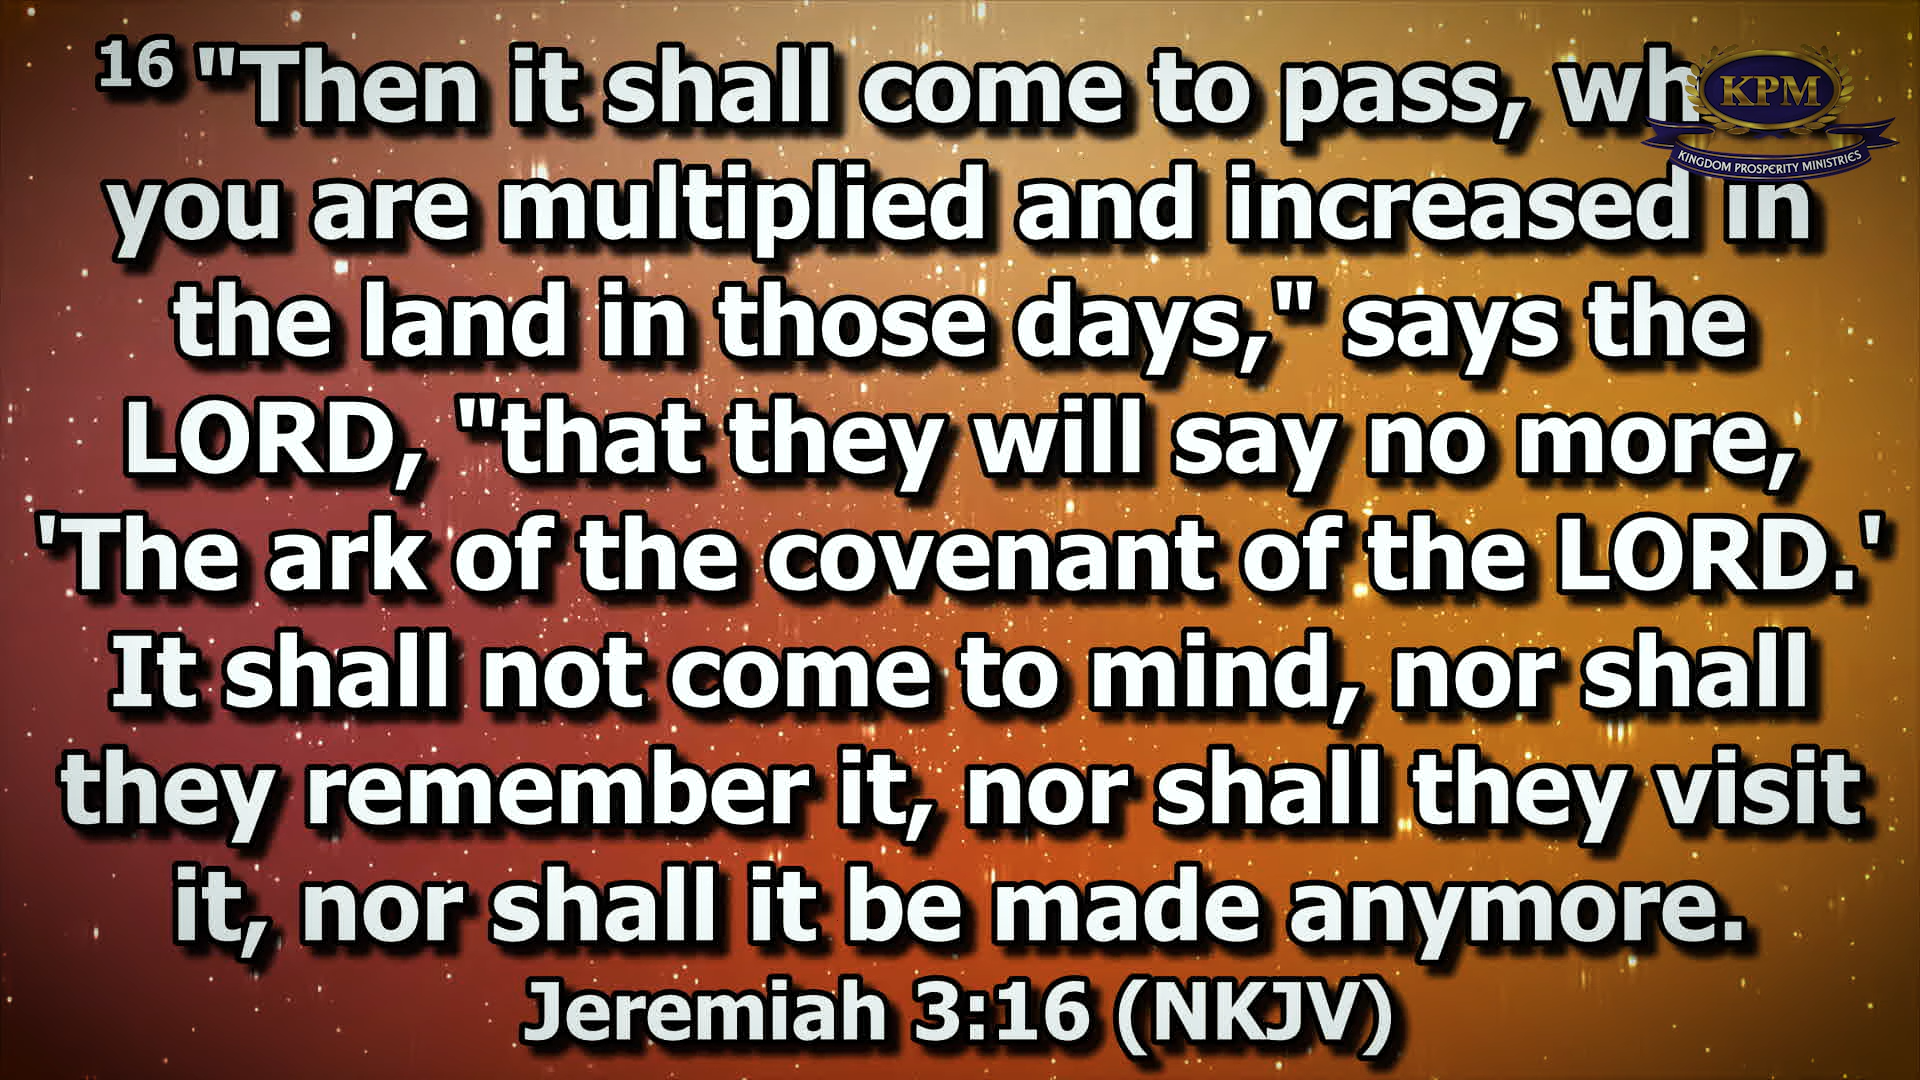 16 "Then it shall come to pass, wh
KPM
KINGDOM PROSPERITY MINISTRIES
you are multiplied and increased in
the land in those days," says the
LORD, "that they will say no more,
'The ark of the covenant of the LORD.'
It shall not come to mind, nor shall
they remember it, nor shall they visit
it, nor shall it be made anymore.
Jeremiah 3:16 (NKJV)